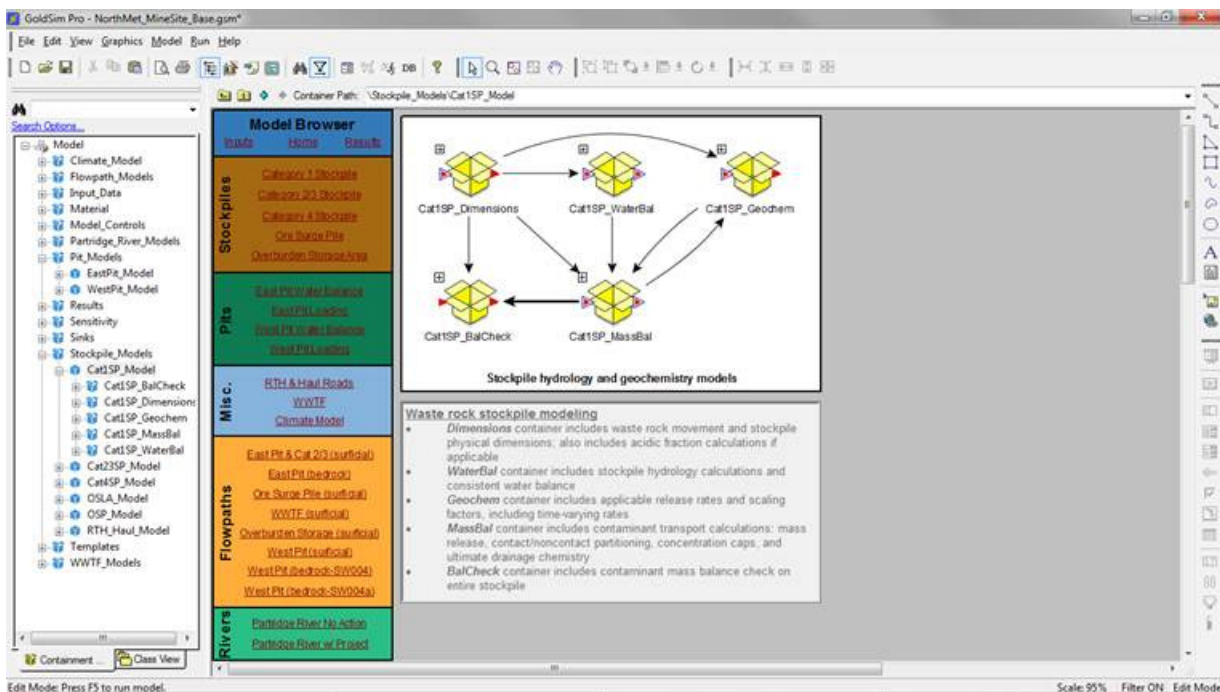 GoldSim Pro - NorthMet_MineSite_Base.gsm*
File Edit View Graphics Model Run Help
DB
Container Path: \Stockpile_Models\Cat1SP_Model
Search Options...
Model
Climate_Model
Flowpath_Models
Input_Data
Material
Model_Controls
Partridge_River_Models
Pit_Models
EastPit_Model
WestPit_Model
Results
Sensitivity
Sinks
Stockpile_Models
Cat1SP_Model
Cat1SP_BalCheck
Cat1SP_Dimensions
Cat1SP_Geochem
Cat1SP_MassBal
Cat1SP_WaterBal
Cat23SP_Model
Cat4SP_Model
OSLA_Model
OSP_Model
RTH_Haul_Model
Templates
WWTF_Models
Containment ...
Class View
Model Browser
Inputs Home Results
Stockpiles
Category 1 Stockpile
Category 2/3 Stockpile
Category 4 Stockpile
Ore Surge Pile
Overburden Storage Area
Pits
East Pit Water Balance
East Pit Loading
West Pit Water Balance
West Pit Loading
Misc.
RTH & Haul Roads
WWTF
Climate Model
Flowpaths
East Pit & Cat 2/3 (surficial)
East Pit (bedrock)
Ore Surge Pile (surficial)
WWTF (surficial)
Overburden Storage (surficial)
West Pit (surficial)
West Pit (bedrock-SW004)
West Pit (bedrock-SW004a)
Rivers
Partridge River No Action
Partridge River w/ Project
Cat1SP_Dimensions
Cat1SP_WaterBal
Cat1SP_Geochem
Cat1SP_BalCheck
Cat1SP_MassBal
Stockpile hydrology and geochemistry models
Waste rock stockpile modeling
• Dimensions container includes waste rock movement and stockpile
physical dimensions; also includes acidic fraction calculations if
applicable
• WaterBal container includes stockpile hydrology calculations and
consistent water balance
• Geochem container includes applicable release rates and scaling
factors, including time-varying rates
• MassBal container includes contaminant transport calculations: mass
release, contact/noncontact partitioning, concentration caps, and
ultimate drainage chemistry
• BalCheck container includes contaminant mass balance check on
entire stockpile
Edit Mode: Press F5 to run model.
Scale: 95% Filter ON Edit Mode